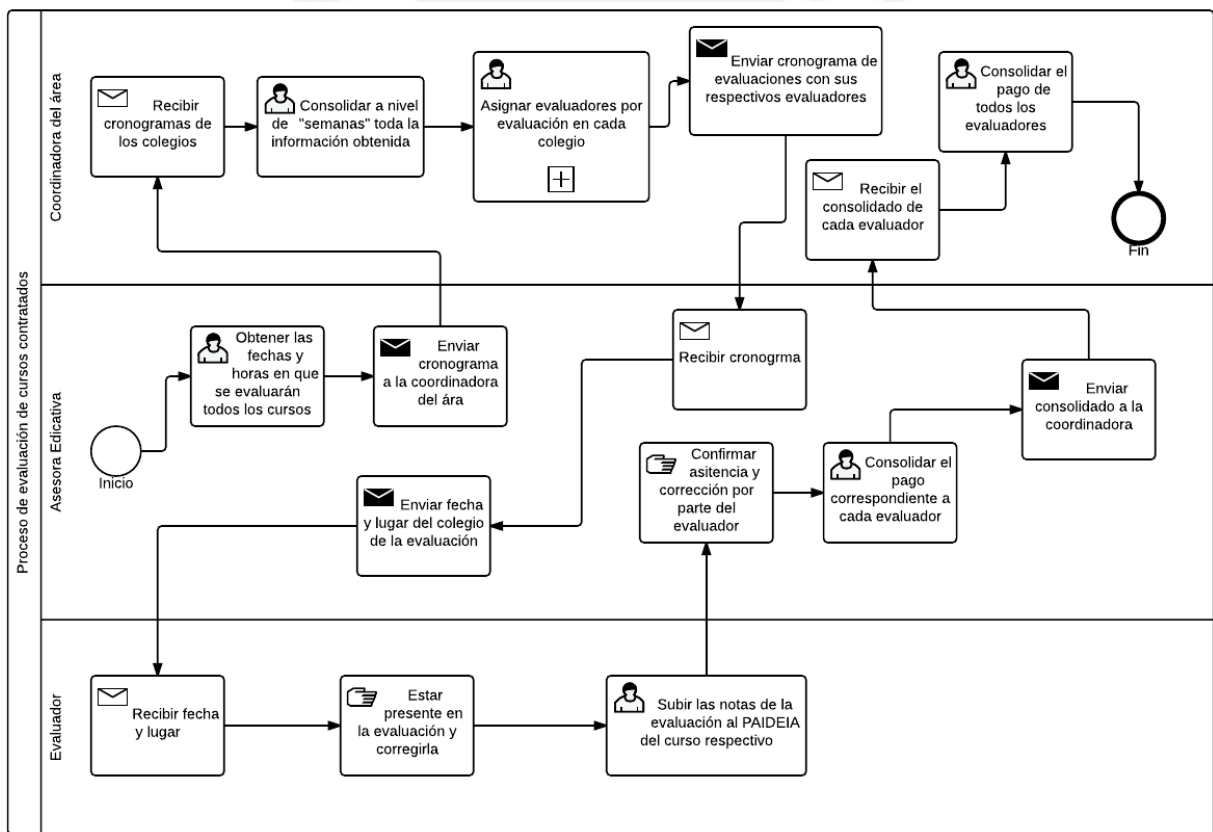 Proceso de evaluación de cursos contratados
Coordinadora del área
Recibir
cronogramas de
los colegios
Consolidar a nivel
de "semanas" toda la
información obtenida
Asignar evaluadores por
evaluación en cada
colegio
Enviar cronograma de
evaluaciones con sus
respectivos evaluadores
Recibir el
consolidado de
cada evaluador
Consolidar el
pago de
todos los
evaluadores
Fin
Asesora Edicativa
Inicio
Obtener las
fechas y
horas en que
se evaluarán
todos los cursos
Enviar
cronograma
a la coordinadora
del ára
Recibir cronogrma
Enviar fecha
y lugar del colegio
de la evaluación
Confirmar
asitencia y
corrección por
parte del
evaluador
Consolidar el
pago
correspondiente a
cada evaluador
Enviar
consolidado a la
coordinadora
Evaluador
Recibir fecha
y lugar
Estar
presente en
la evaluación y
corregirla
Subir las notas de la
evaluación al PAIDEIA
del curso respectivo